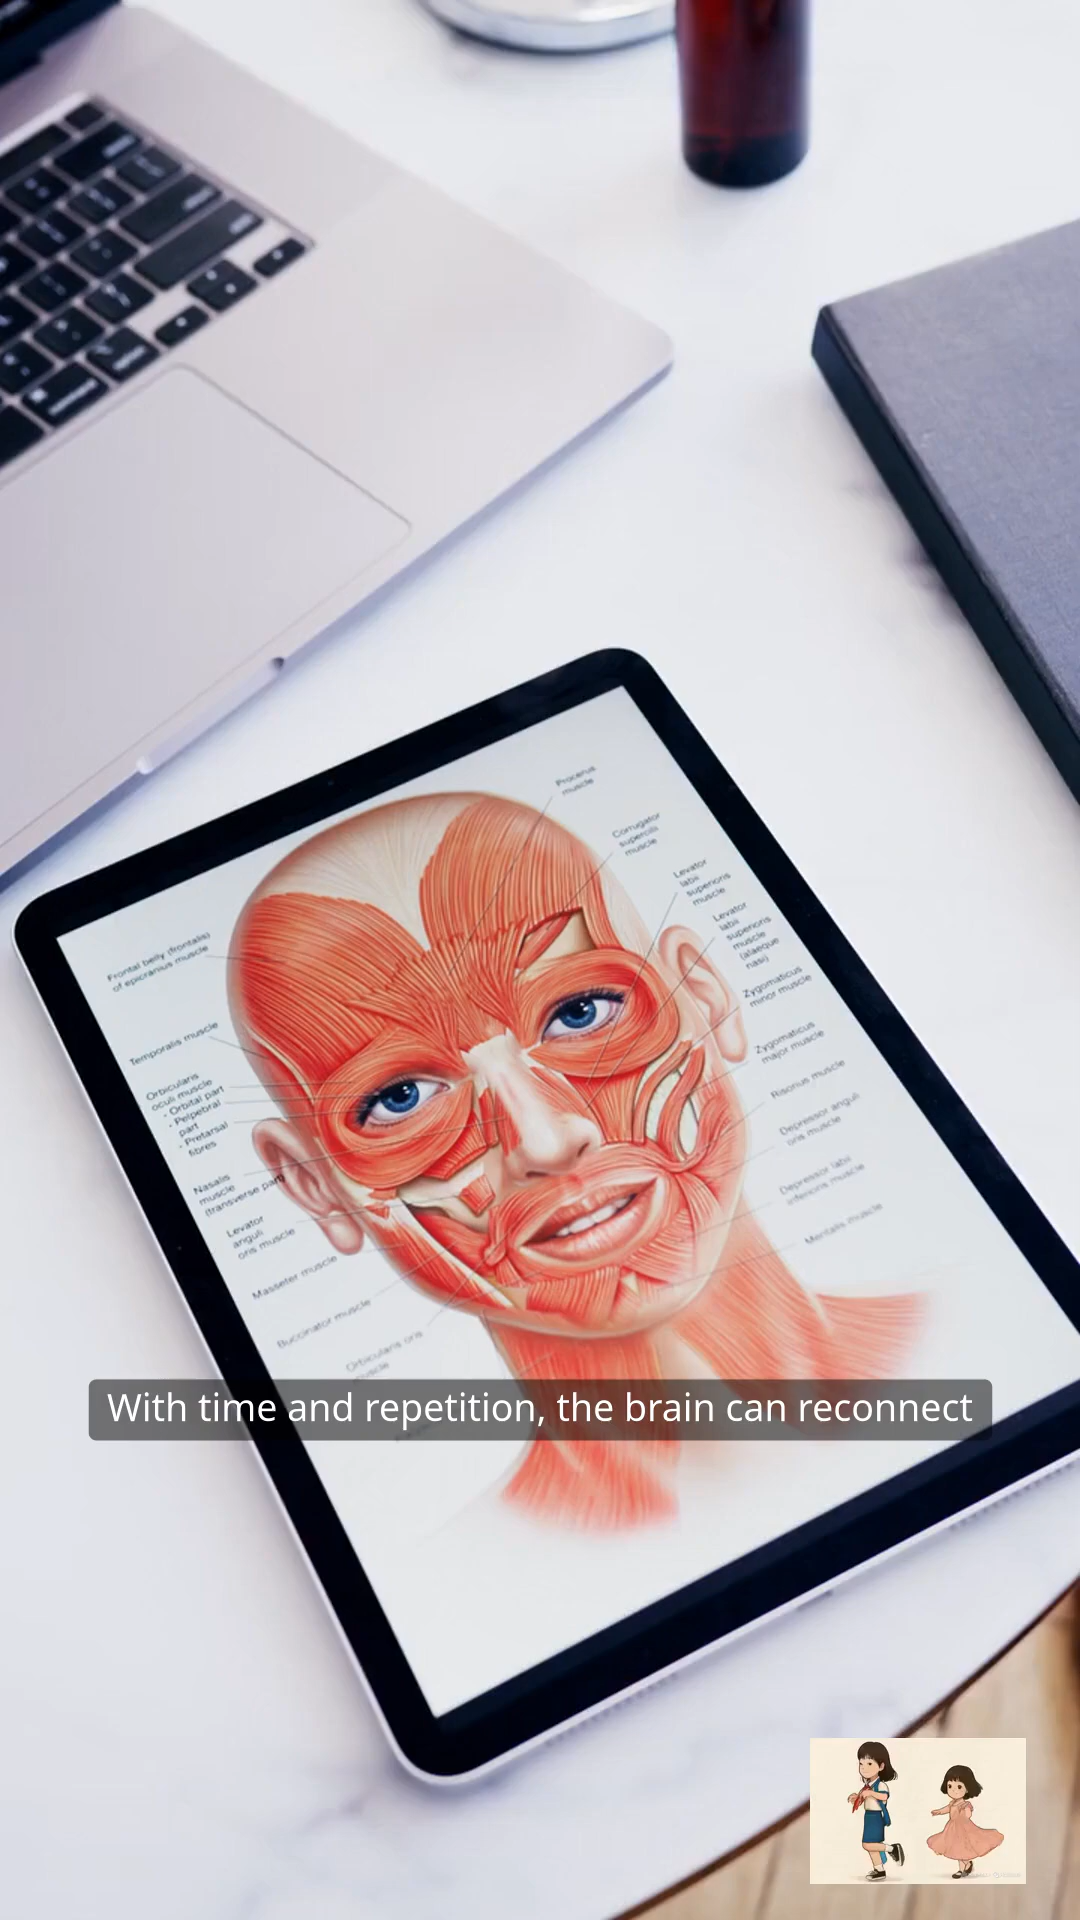 Procerus
muscle
Corrugator
supercilii
muscle
Levator
labii
superioris
muscle
Levator
labii
superioris
muscle
(alaeque
nasi)
Zygomaticus
minor muscle
Zygomaticus
major muscle
Risorius muscle
Depressor anguli
oris muscle
Depressor labii
inferioris muscle
Mentalis muscle
Frontal belly (frontalis)
of epicranius muscle
Temporalis muscle
Orbicularis
oculi muscle
- Orbital part
- Pelpebral
part
- Pretarsal
fibres
Nasalis
muscle
(transverse part)
Levator
anguli
oris muscle
Masseter muscle
Buccinator muscle
Orbicularis oris
muscle
With time and repetition, the brain can reconnect